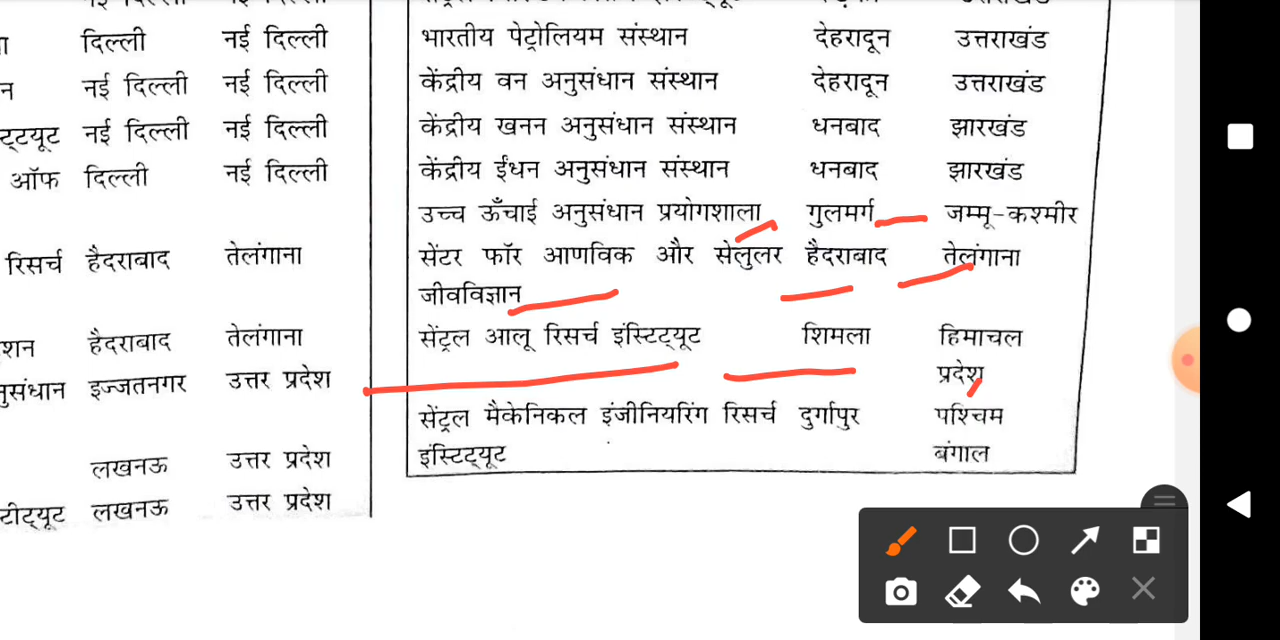 दिल्ली नई दिल्ली
न नई दिल्ली नई दिल्ली
ट्टयूट नई दिल्ली नई दिल्ली
ऑफ दिल्ली नई दिल्ली
रिसर्च हैदराबाद तेलंगाना
शन हैदराबाद तेलंगाना
नुसंधान इज्जतनगर उत्तर प्रदेश
लखनऊ उत्तर प्रदेश
टीट्यूट लखनऊ उत्तर प्रदेश
भारतीय पेट्रोलियम संस्थान देहरादून उत्तराखंड
केंद्रीय वन अनुसंधान संस्थान देहरादून उत्तराखंड
केंद्रीय खनन अनुसंधान संस्थान धनबाद झारखंड
केंद्रीय ईंधन अनुसंधान संस्थान धनबाद झारखंड
उच्च ऊँचाई अनुसंधान प्रयोगशाला गुलमर्ग जम्मू-कश्मीर
सेंटर फॉर आणविक और सेलुलर हैदराबाद तेलंगाना
जीवविज्ञान
सेंट्रल आलू रिसर्च इंस्टिट्यूट शिमला हिमाचल
प्रदेश
सेंट्रल मैकेनिकल इंजीनियरिंग रिसर्च दुर्गापुर पश्चिम
इंस्टिट्यूट बंगाल